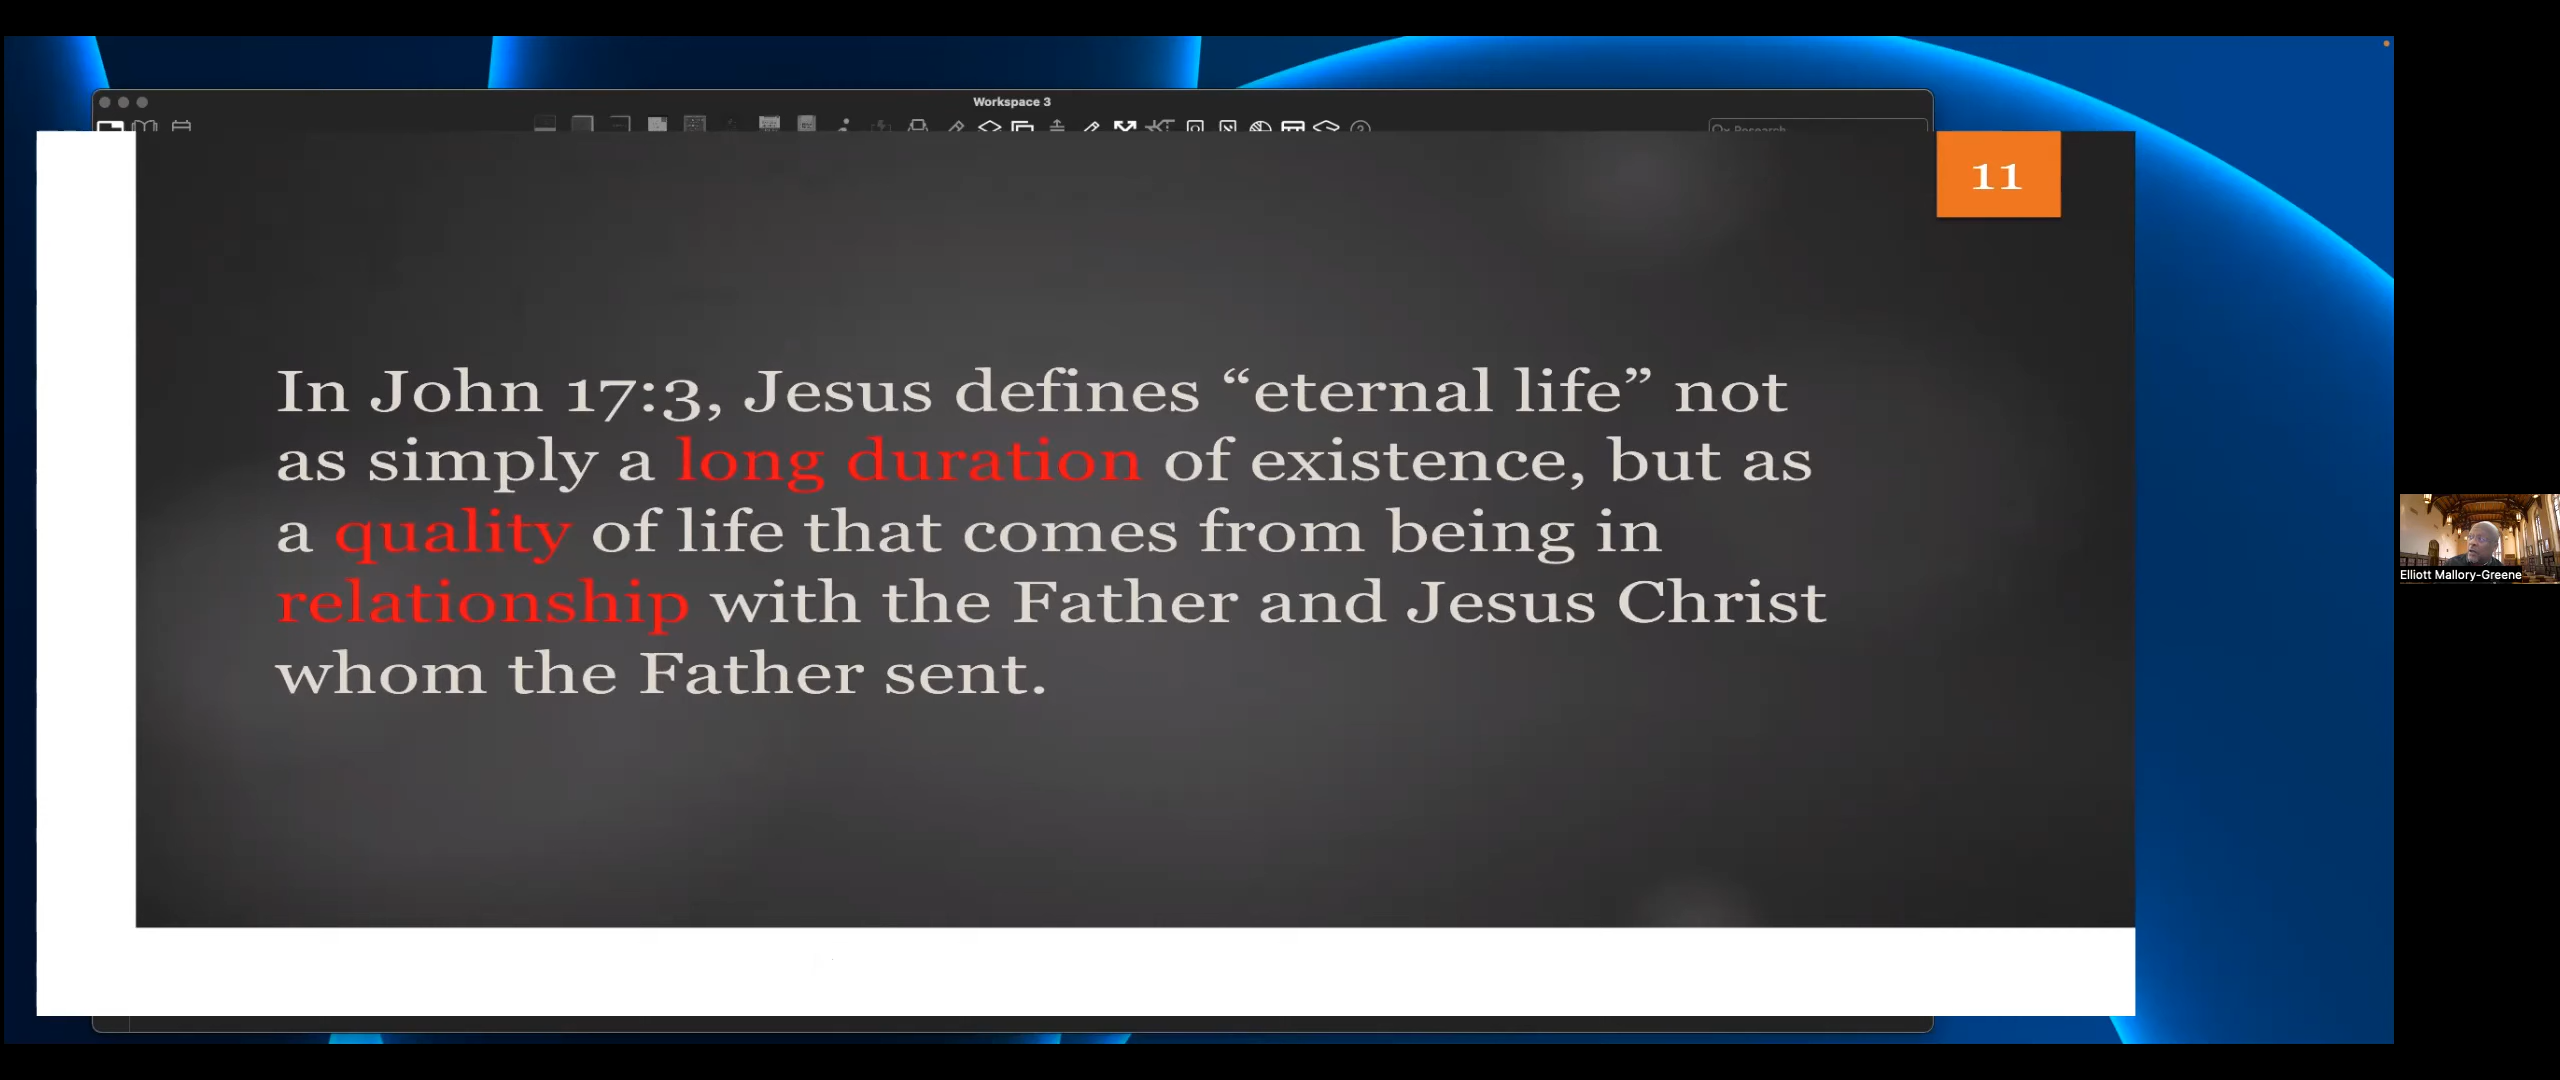 Workspace 3
Research
11
In John 17:3, Jesus defines “eternal life” not
as simply a long duration of existence, but as
a quality of life that comes from being in
relationship with the Father and Jesus Christ
whom the Father sent.
Elliott Mallory-Greene